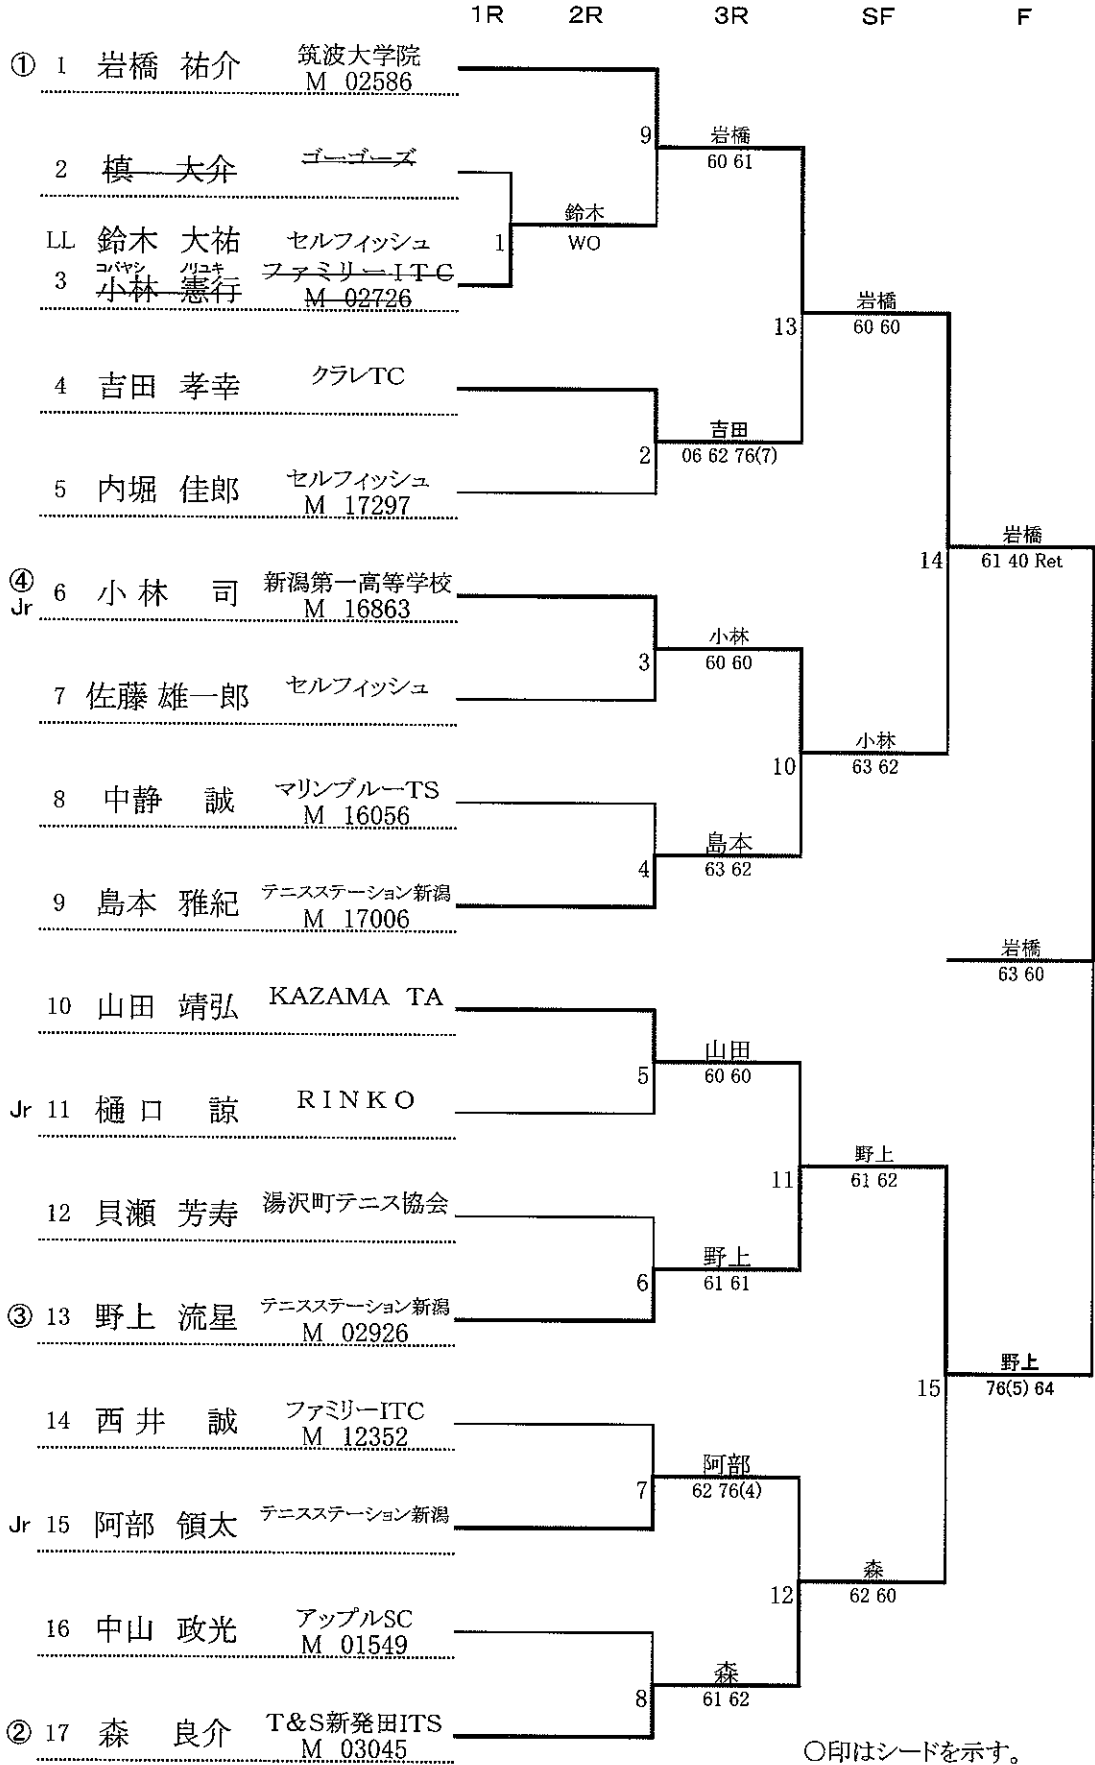 1R 2R 3R SF F
① 1 岩橋 祐介 筑波大学院
M 02586
9 岩橋
60 61
2 槙 大介 ゴーゴーズ
鈴木
1 WO
LL 鈴木 大祐 セルフィッシュ
コバヤシ ノリユキ
3 小林 憲行 ファミリーITC
M 02726
岩橋
13 60 60
4 吉田 孝幸 クラレTC
吉田
2 06 62 76(7)
5 内堀 佳郎 セルフィッシュ
M 17297
岩橋
14 61 40 Ret
④ Jr 6 小林 司 新潟第一高等学校
M 16863
小林
3 60 60
7 佐藤 雄一郎 セルフィッシュ
小林
10 63 62
8 中静 誠 マリンブルーTS
M 16056
島本
4 63 62
9 島本 雅紀 テニスステーション新潟
M 17006
岩橋
63 60
10 山田 靖弘 KAZAMA TA
山田
5 60 60
Jr 11 樋口 諒 RINKO
野上
11 61 62
12 貝瀬 芳寿 湯沢町テニス協会
野上
6 61 61
③ 13 野上 流星 テニスステーション新潟
M 02926
野上
15 76(5) 64
14 西井 誠 ファミリーITC
M 12352
阿部
7 62 76(4)
Jr 15 阿部 領太 テニスステーション新潟
森
12 62 60
16 中山 政光 アップルSC
M 01549
森
8 61 62
② 17 森 良介 T&S新発田ITS
M 03045
○印はシードを示す。